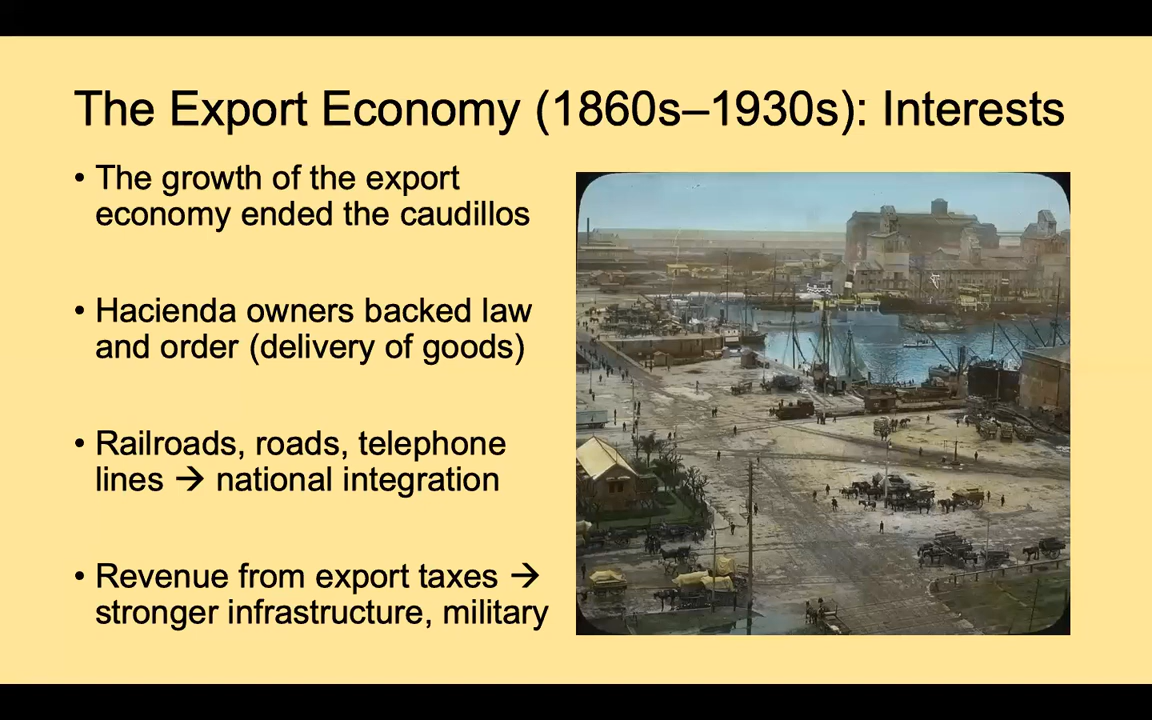 The Export Economy (1860s–1930s): Interests
• The growth of the export
economy ended the caudillos
• Hacienda owners backed law
and order (delivery of goods)
• Railroads, roads, telephone
lines → national integration
• Revenue from export taxes →
stronger infrastructure, military